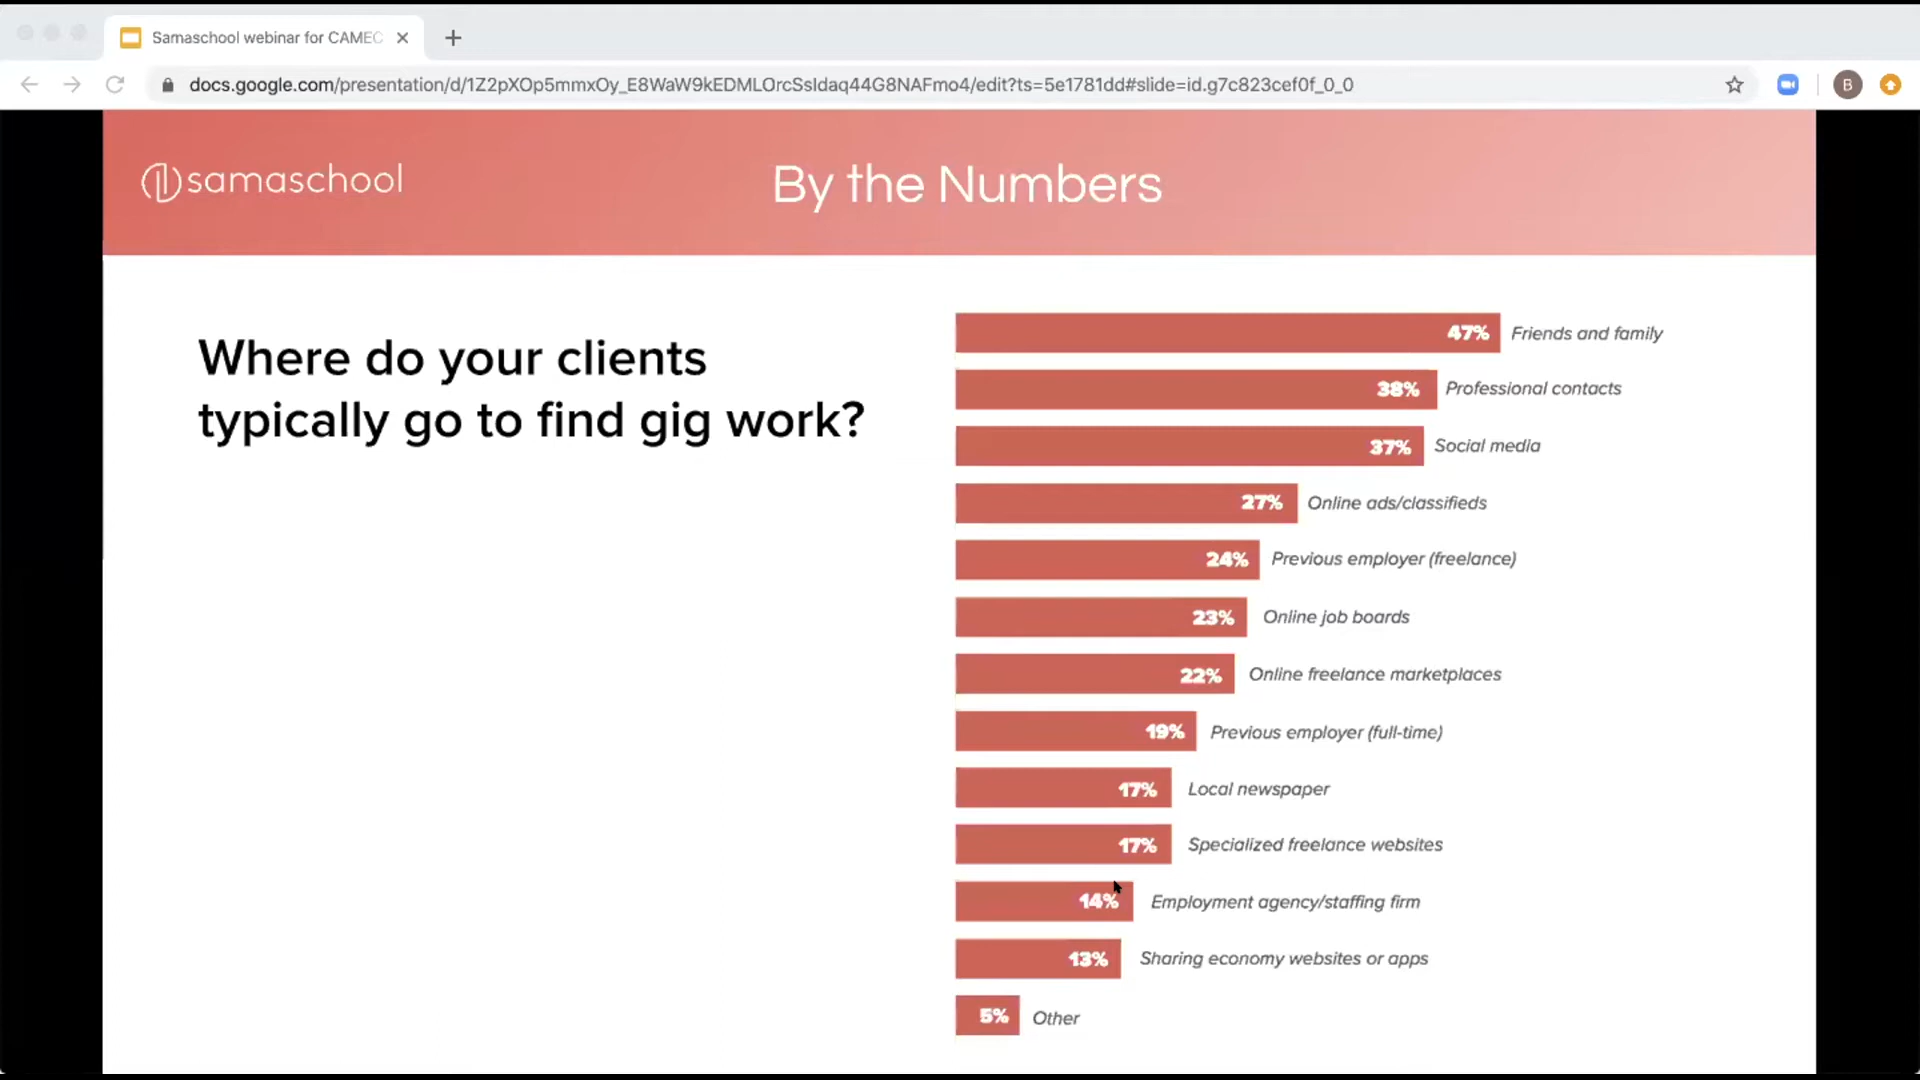 Samaschool webinar for CAMEC
docs.google.com/presentation/d/1Z2pXOp5mmxOy_E8WaW9kEDMLOrcSsIdaq44G8NAFmo4/edit?ts=5e1781dd#slide=id.g7c823cef0f_0_0
B
samaschool
By the Numbers
Where do your clients
typically go to find gig work?
47% Friends and family
38% Professional contacts
37% Social media
27% Online ads/classifieds
24% Previous employer (freelance)
23% Online job boards
22% Online freelance marketplaces
19% Previous employer (full-time)
17% Local newspaper
17% Specialized freelance websites
14% Employment agency/staffing firm
13% Sharing economy websites or apps
5% Other